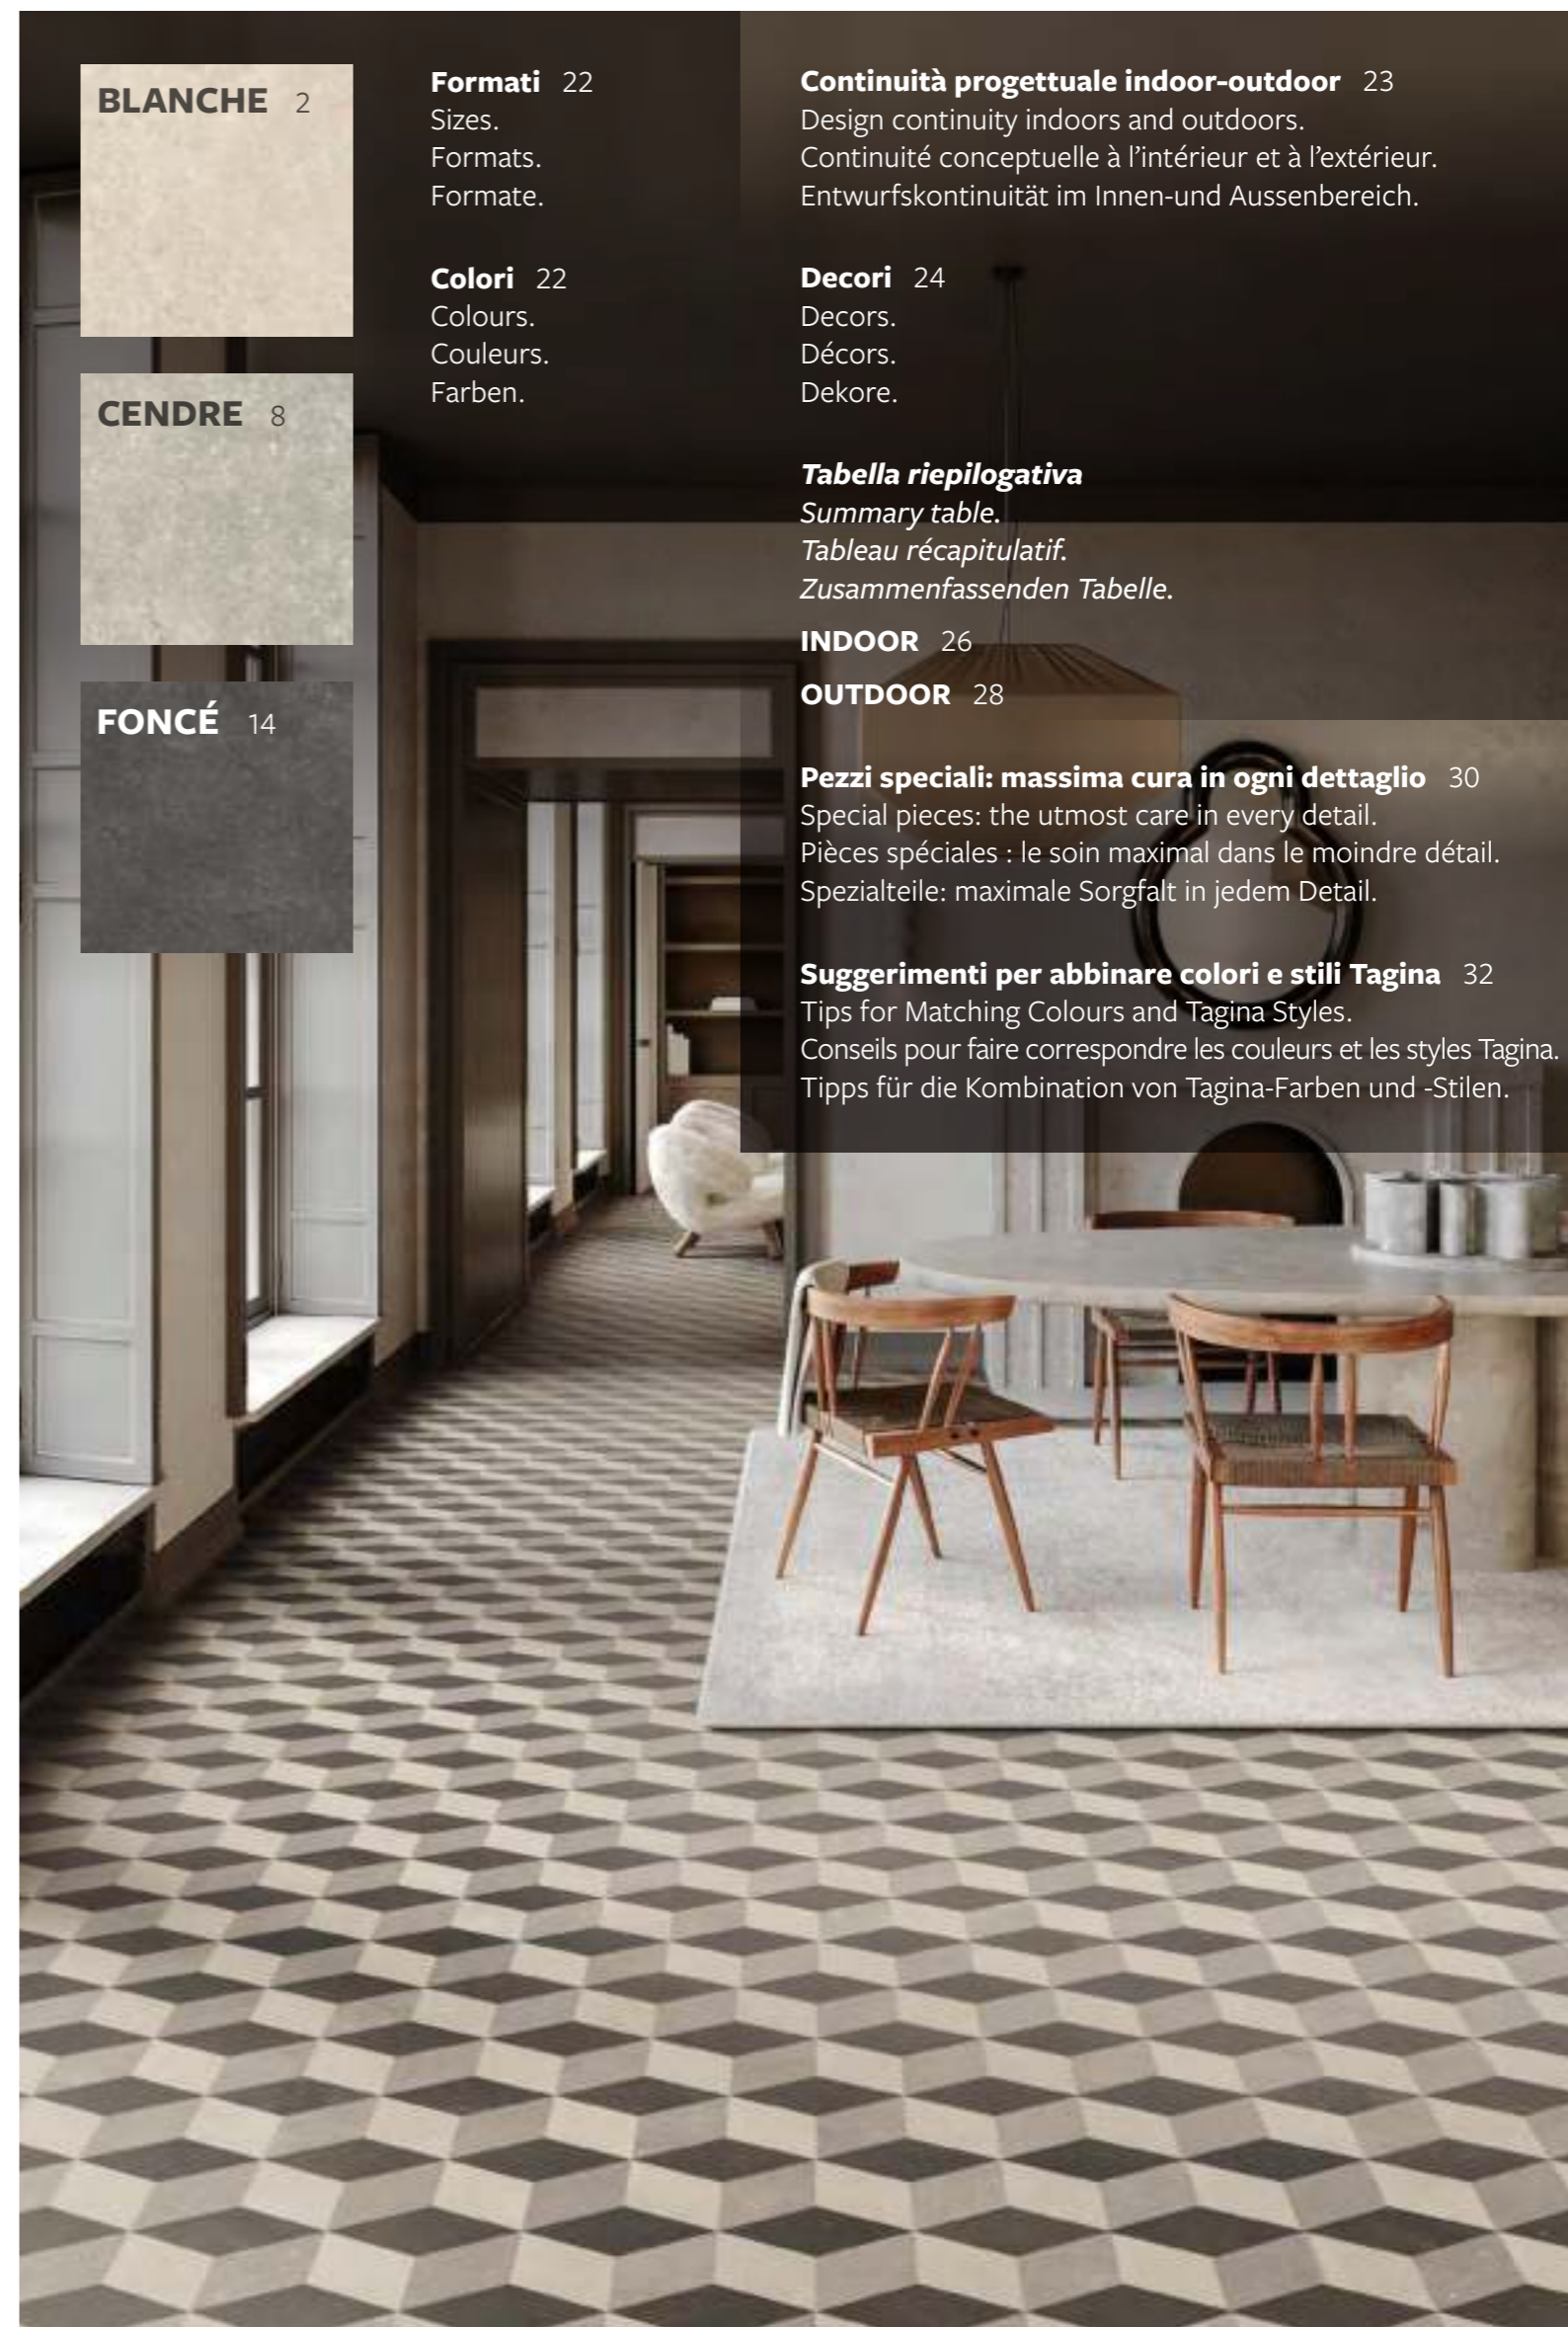 BLANCHE 2
CENDRE 8
FONCÉ 14
Formati 22
Sizes.
Formats.
Formate.
Colori 22
Colours.
Couleurs.
Farben.
Continuità progettuale indoor-outdoor 23
Design continuity indoors and outdoors.
Continuité conceptuelle à l’intérieur et à l’extérieur.
Entwurfskontinuität im Innen-und Aussenbereich.
Decori 24
Decors.
Décors.
Dekore.
Tabella riepilogativa
Summary table.
Tableau récapitulatif.
Zusammenfassenden Tabelle.
INDOOR 26
OUTDOOR 28
Pezzi speciali: massima cura in ogni dettaglio 30
Special pieces: the utmost care in every detail.
Pièces spéciales : le soin maximal dans le moindre détail.
Spezialteile: maximale Sorgfalt in jedem Detail.
Suggerimenti per abbinare colori e stili Tagina 32
Tips for Matching Colours and Tagina Styles.
Conseils pour faire correspondre les couleurs et les styles Tagina.
Tipps für die Kombination von Tagina-Farben und -Stilen.